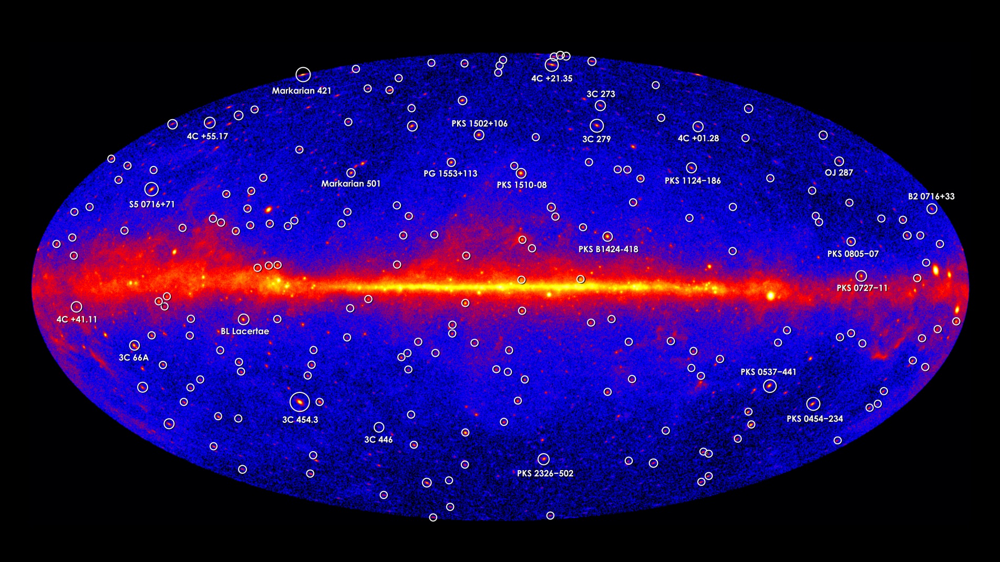 4C +21.35
Markarian 421
3C 273
PKS 1502+106
4C +55.17
3C 279
4C +01.28
PG 1553+113
OJ 287
Markarian 501
PKS 1510-08
PKS 1124−186
B2 0716+33
S5 0716+71
PKS B1424-418
PKS 0805−07
PKS 0727−11
4C +41.11
BL Lacertae
3C 66A
PKS 0537−441
3C 454.3
PKS 0454−234
3C 446
PKS 2326−502